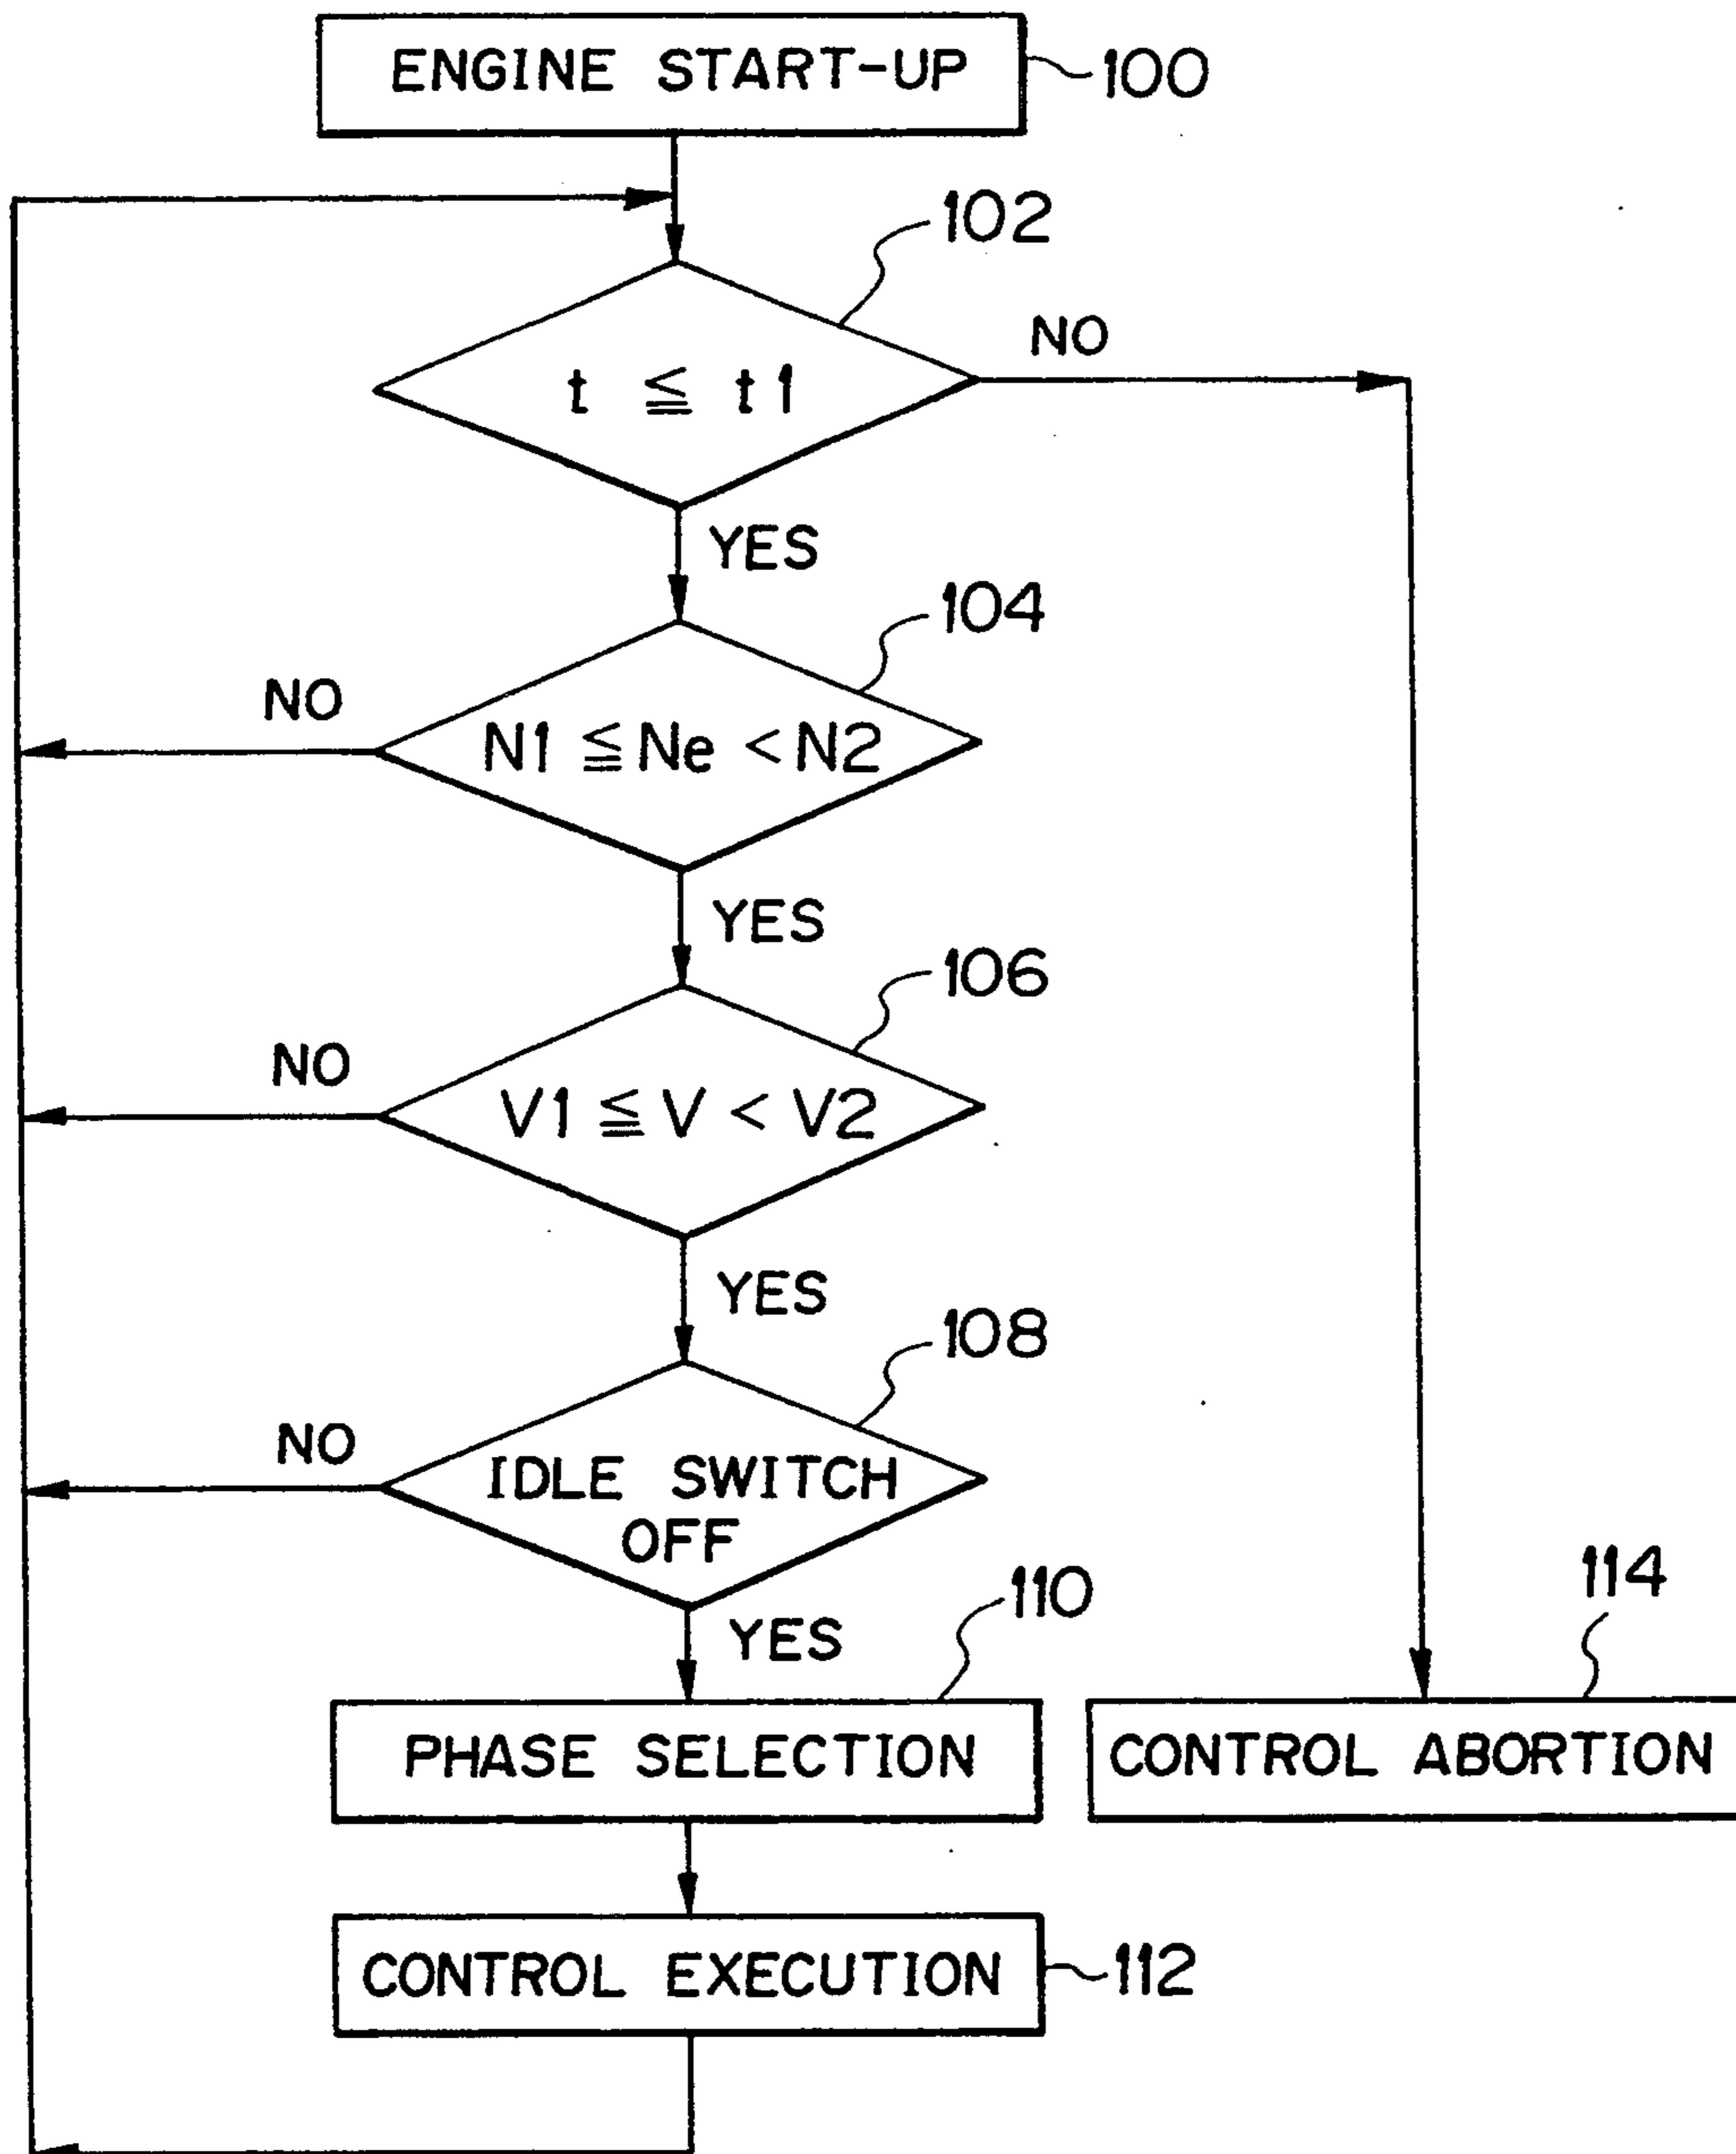 ENGINE START-UP
100
102
t ≦ t1
NO
YES
104
NO
N1 ≦ Ne < N2
YES
106
NO
V1 ≦ V < V2
YES
108
NO
IDLE SWITCH
OFF
YES
110
114
PHASE SELECTION
CONTROL ABORTION
CONTROL EXECUTION
112